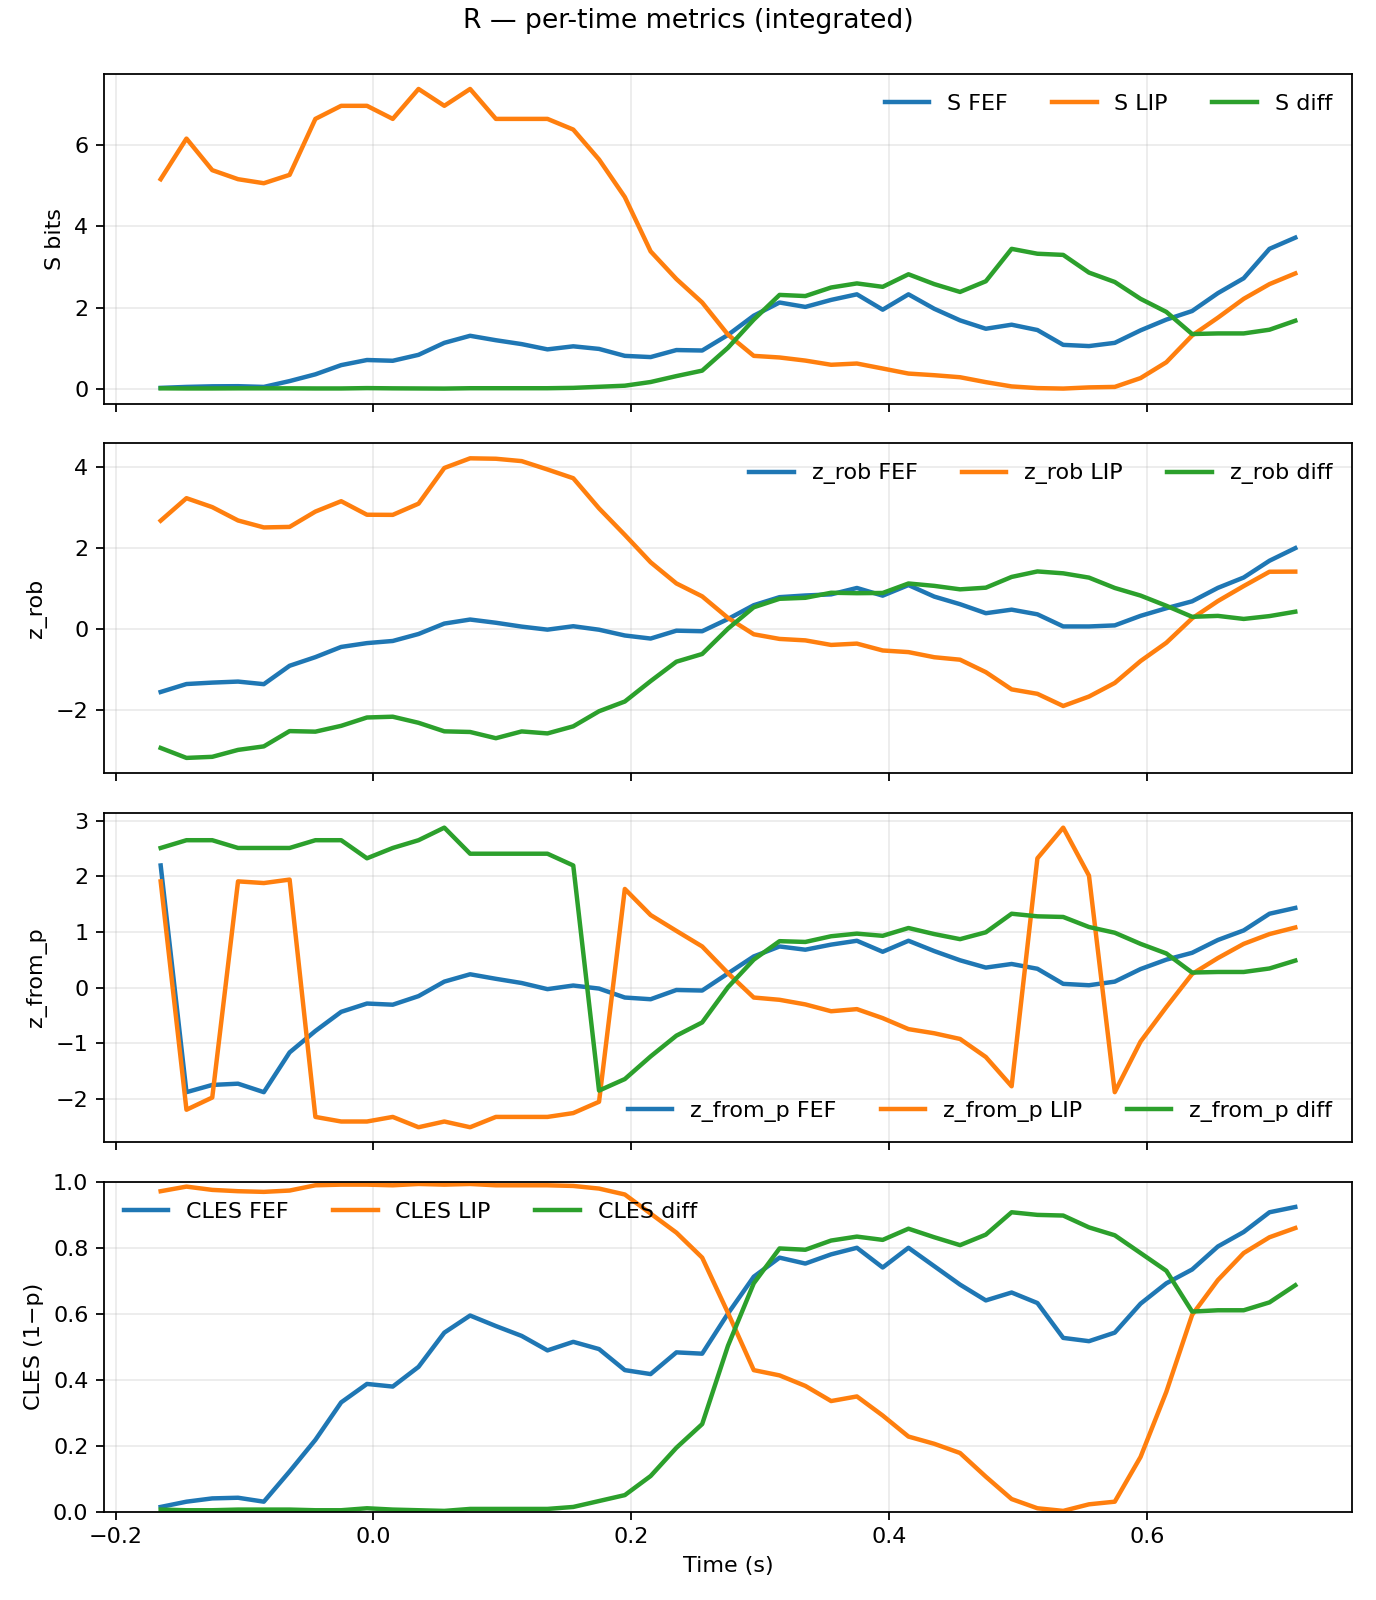 R — per-time metrics (integrated)
S bits
6
4
2
0
S FEF S LIP S diff
z_rob
4
2
0
−2
z_rob FEF z_rob LIP z_rob diff
z_from_p
3
2
1
0
−1
−2
z_from_p FEF z_from_p LIP z_from_p diff
CLES (1−p)
1.0
0.8
0.6
0.4
0.2
0.0
CLES FEF CLES LIP CLES diff
−0.2 0.0 0.2 0.4 0.6
Time (s)